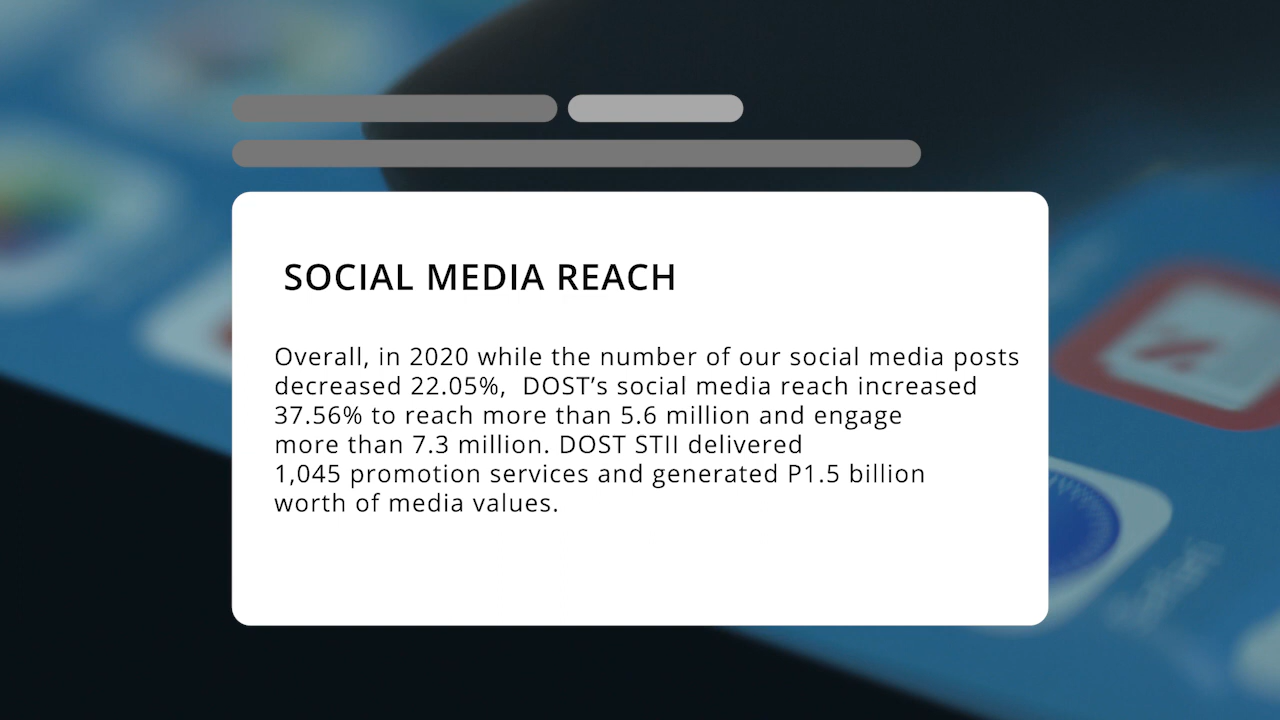 SOCIAL MEDIA REACH
Overall, in 2020 while the number of our social media posts
decreased 22.05%,  DOST’s social media reach increased
37.56% to reach more than 5.6 million and engage
more than 7.3 million. DOST STII delivered
1,045 promotion services and generated P1.5 billion
worth of media values.
Safari